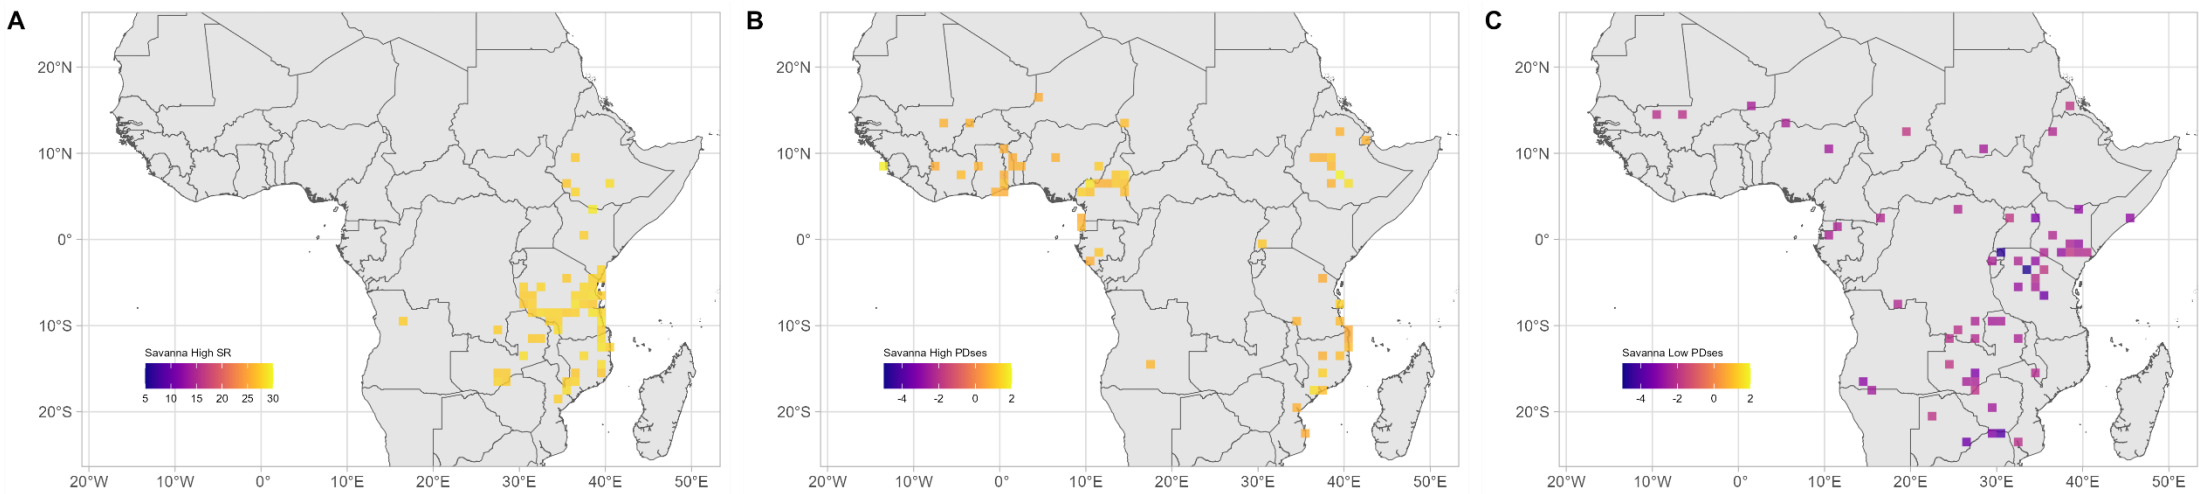 A
20°N
10°N
0°
10°S
20°S
Savanna High SR
5 10 15 20 25 30
20°W 10°W 0° 10°E 20°E 30°E 40°E 50°E
B
20°N
10°N
0°
10°S
20°S
Savanna High PDses
-4 -2 0 2
20°W 10°W 0° 10°E 20°E 30°E 40°E 50°E
C
20°N
10°N
0°
10°S
20°S
Savanna Low PDses
-4 -2 0 2
20°W 10°W 0° 10°E 20°E 30°E 40°E 50°E